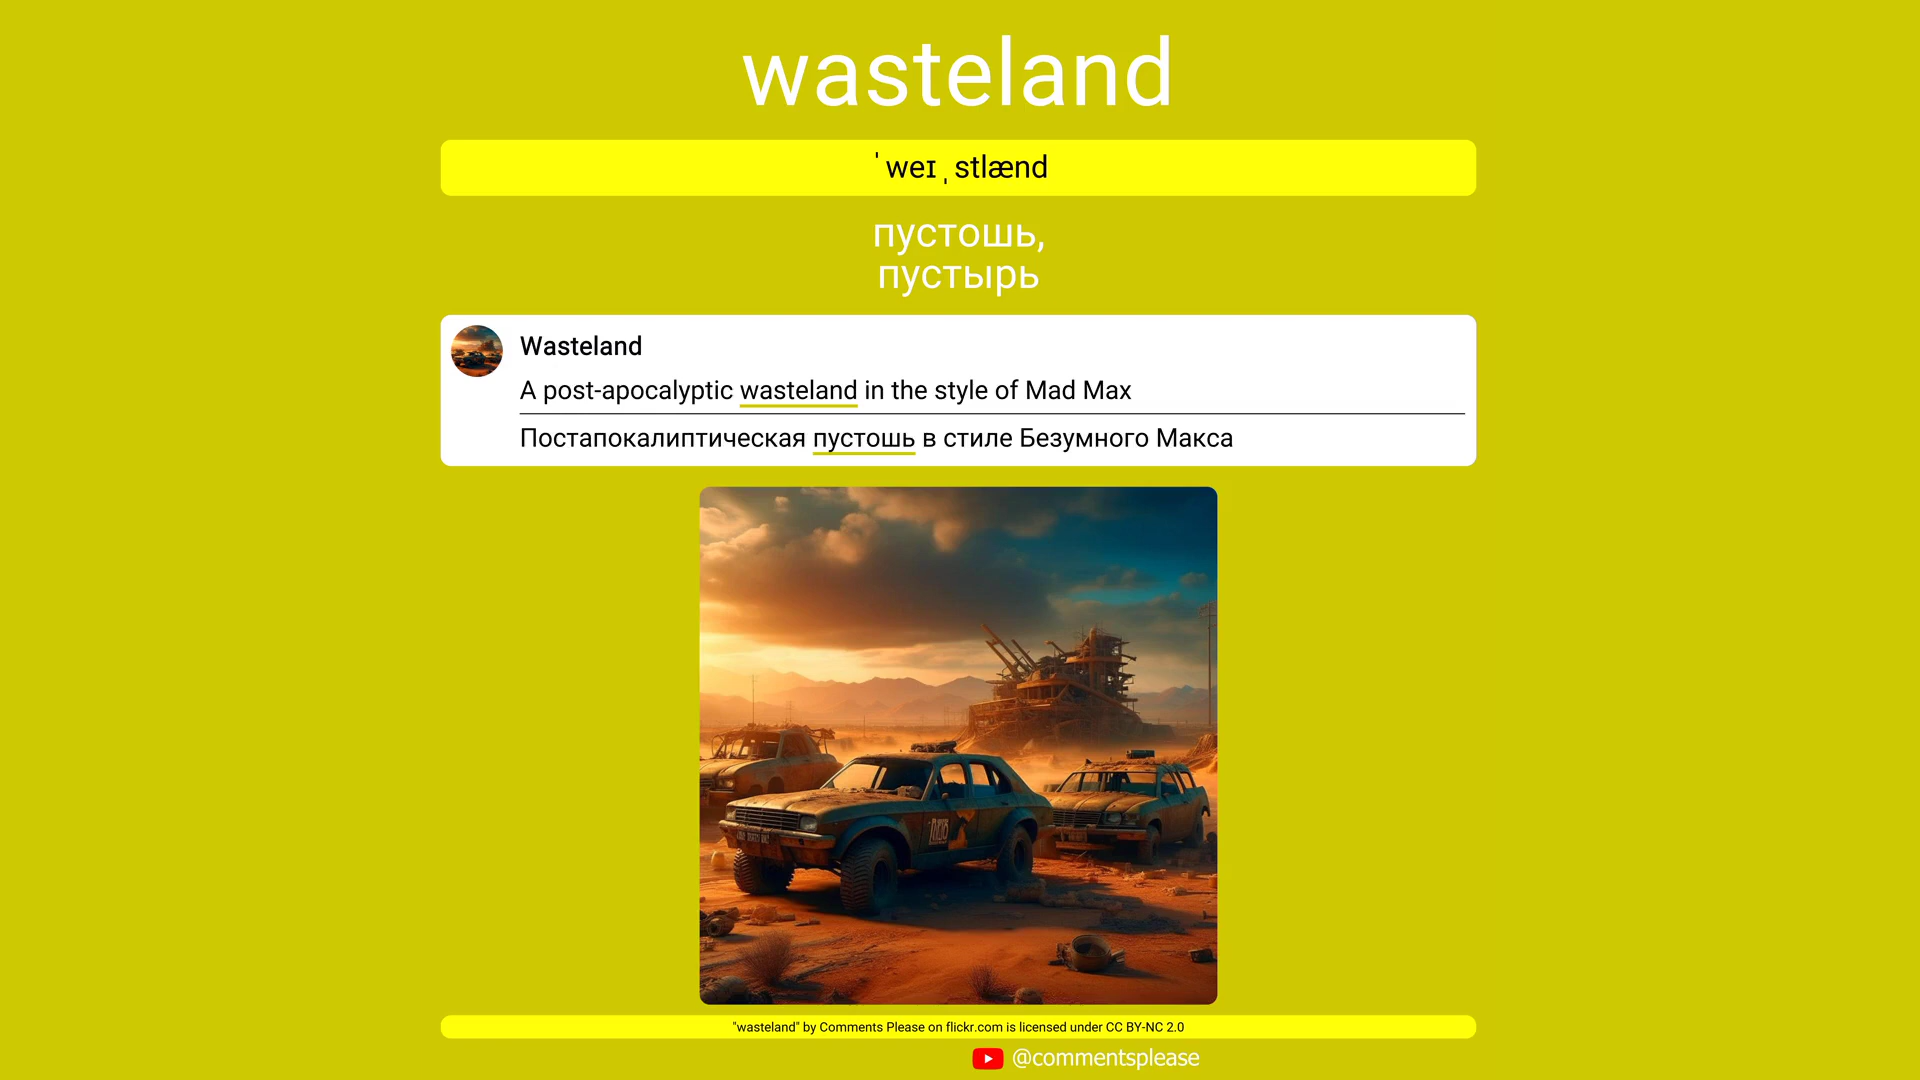 wasteland
ˈweɪˌstlænd
пустошь,
пустырь
Wasteland
A post-apocalyptic wasteland in the style of Mad Max
Постапокалиптическая пустошь в стиле Безумного Макса
"wasteland" by Comments Please on flickr.com is licensed under CC BY-NC 2.0
@commentsplease